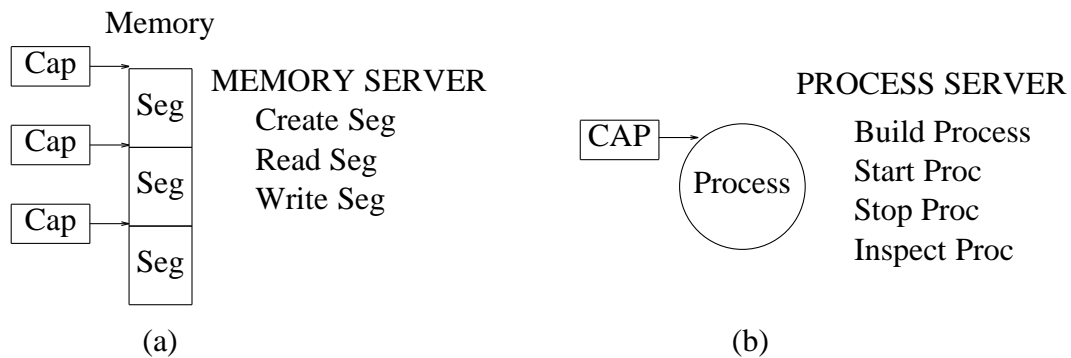 Memory
Cap
Seg
Cap
Seg
Cap
Seg
MEMORY SERVER
Create Seg
Read Seg
Write Seg
(a)
PROCESS SERVER
CAP
Process
Build Process
Start Proc
Stop Proc
Inspect Proc
(b)